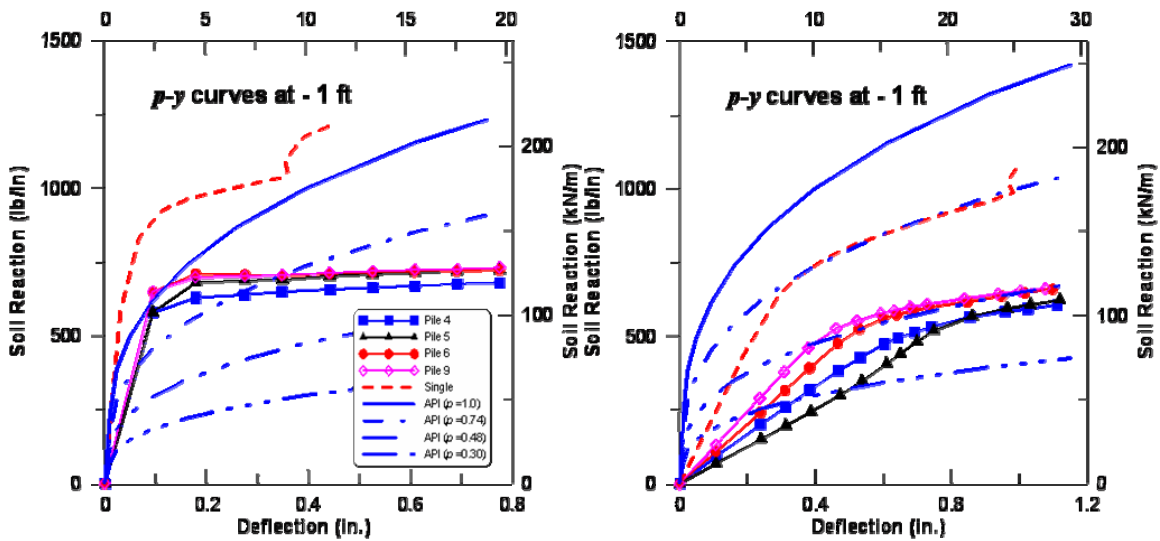 0 5 10 15 20
1500
1000
500
0
Soil Reaction (lb/in)
p-y curves at - 1 ft
200
100
0
Soil Reaction (kN/m)
Pile 4
Pile 5
Pile 6
Pile 9
Single
API (φ=1.0)
API (φ=0.74)
API (φ=0.48)
API (φ=0.30)
0 0.2 0.4 0.6 0.8
Deflection (in.)
0 10 20 30
1500
1000
500
0
Soil Reaction (lb/in)
p-y curves at - 1 ft
200
100
0
Soil Reaction (kN/m)
0 0.4 0.8 1.2
Deflection (in.)